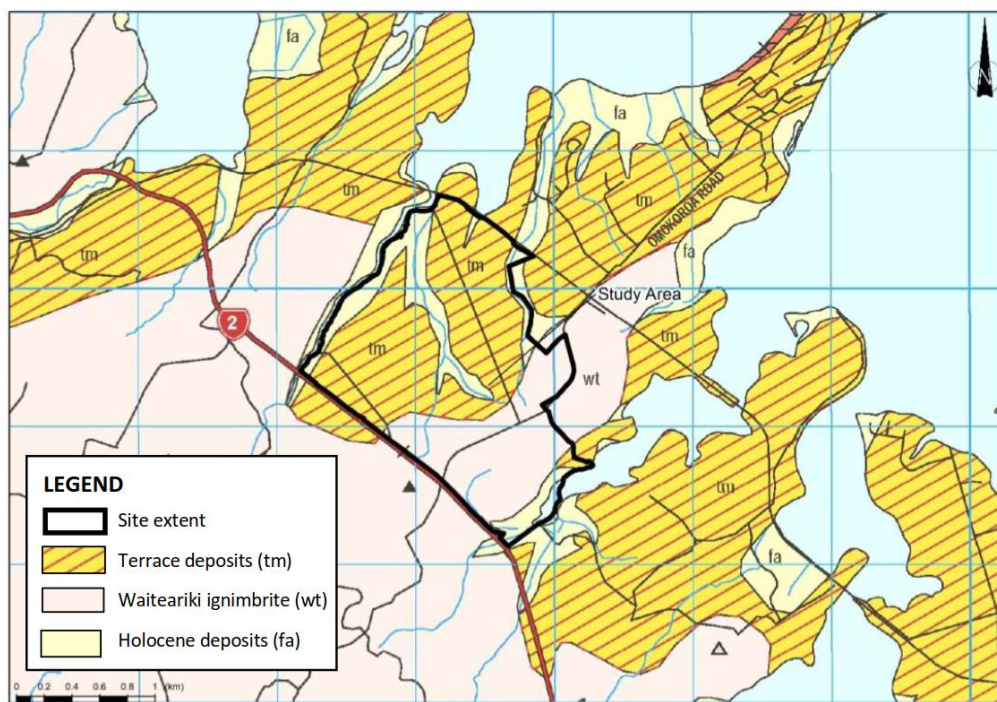 fa
fa
N
tm
tm
tm
OMOKOROA ROAD
tm
fa
Study Area
2
tm
tm
wt
tm
fa
LEGEND
Site extent
Terrace deposits (tm)
Waiteariki ignimbrite (wt)
Holocene deposits (fa)
0 0.2 0.4 0.6 0.8 1 (km)